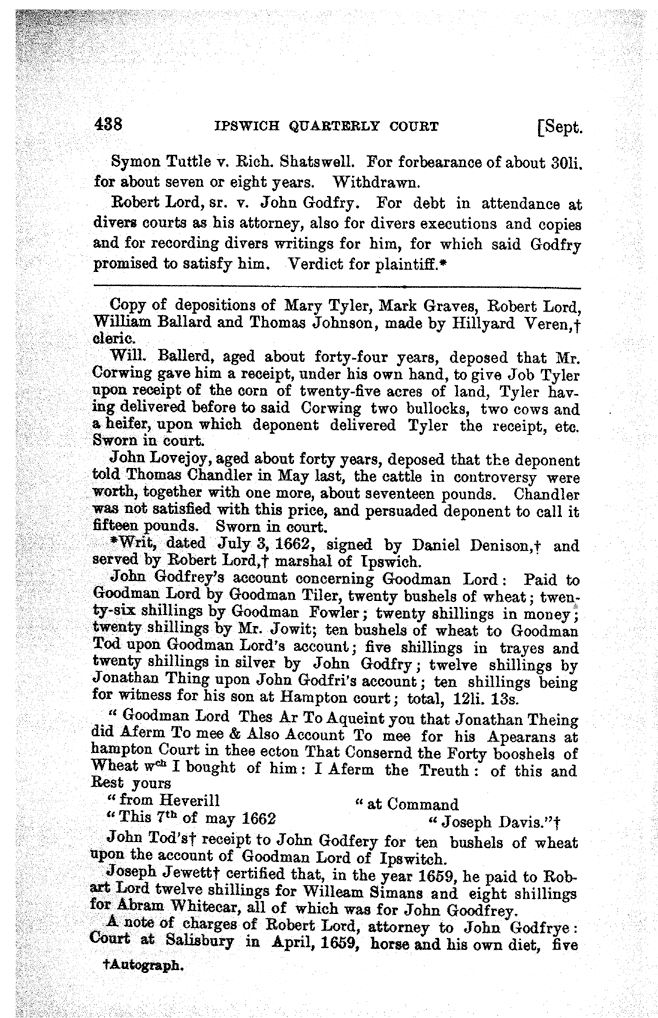 438 IPSWICH QUARTERLY COURT [Sept.
Symon Tuttle v. Rich. Shatswell. For forbearance of about 30li.
for about seven or eight years. Withdrawn.
Robert Lord, sr. v. John Godfry. For debt in attendance at
divers courts as his attorney, also for divers executions and copies
and for recording divers writings for him, for which said Godfry
promised to satisfy him. Verdict for plaintiff.*
Copy of depositions of Mary Tyler, Mark Graves, Robert Lord,
William Ballard and Thomas Johnson, made by Hillyard Veren,†
cleric.
Will. Ballerd, aged about forty-four years, deposed that Mr.
Corwing gave him a receipt, under his own hand, to give Job Tyler
upon receipt of the corn of twenty-five acres of land, Tyler hav-
ing delivered before to said Corwing two bullocks, two cows and
a heifer, upon which deponent delivered Tyler the receipt, etc.
Sworn in court.
John Lovejoy, aged about forty years, deposed that the deponent
told Thomas Chandler in May last, the cattle in controversy were
worth, together with one more, about seventeen pounds. Chandler
was not satisfied with this price, and persuaded deponent to call it
fifteen pounds. Sworn in court.
*Writ, dated July 3, 1662, signed by Daniel Denison,† and
served by Robert Lord,† marshal of Ipswich.
John Godfrey's account concerning Goodman Lord: Paid to
Goodman Lord by Goodman Tiler, twenty bushels of wheat; twen-
ty-six shillings by Goodman Fowler; twenty shillings in money;
twenty shillings by Mr. Jowit; ten bushels of wheat to Goodman
Tod upon Goodman Lord's account; five shillings in trayes and
twenty shillings in silver by John Godfry; twelve shillings by
Jonathan Thing upon John Godfri's account; ten shillings being
for witness for his son at Hampton court; total, 12li. 13s.
" Goodman Lord Thes Ar To Aqueint you that Jonathan Theing
did Aferm To mee & Also Account To mee for his Apearans at
hampton Court in thee ecton That Consernd the Forty booshels of
Wheat wch I bought of him: I Aferm the Treuth: of this and
Rest yours
" from Heverill " at Command
" This 7th of may 1662 " Joseph Davis."†
John Tod's† receipt to John Godfery for ten bushels of wheat
upon the account of Goodman Lord of Ipswitch.
Joseph Jewett† certified that, in the year 1659, he paid to Rob-
art Lord twelve shillings for Willeam Simans and eight shillings
for Abram Whitecar, all of which was for John Goodfrey.
A note of charges of Robert Lord, attorney to John Godfrye:
Court at Salisbury in April, 1659, horse and his own diet, five
†Autograph.